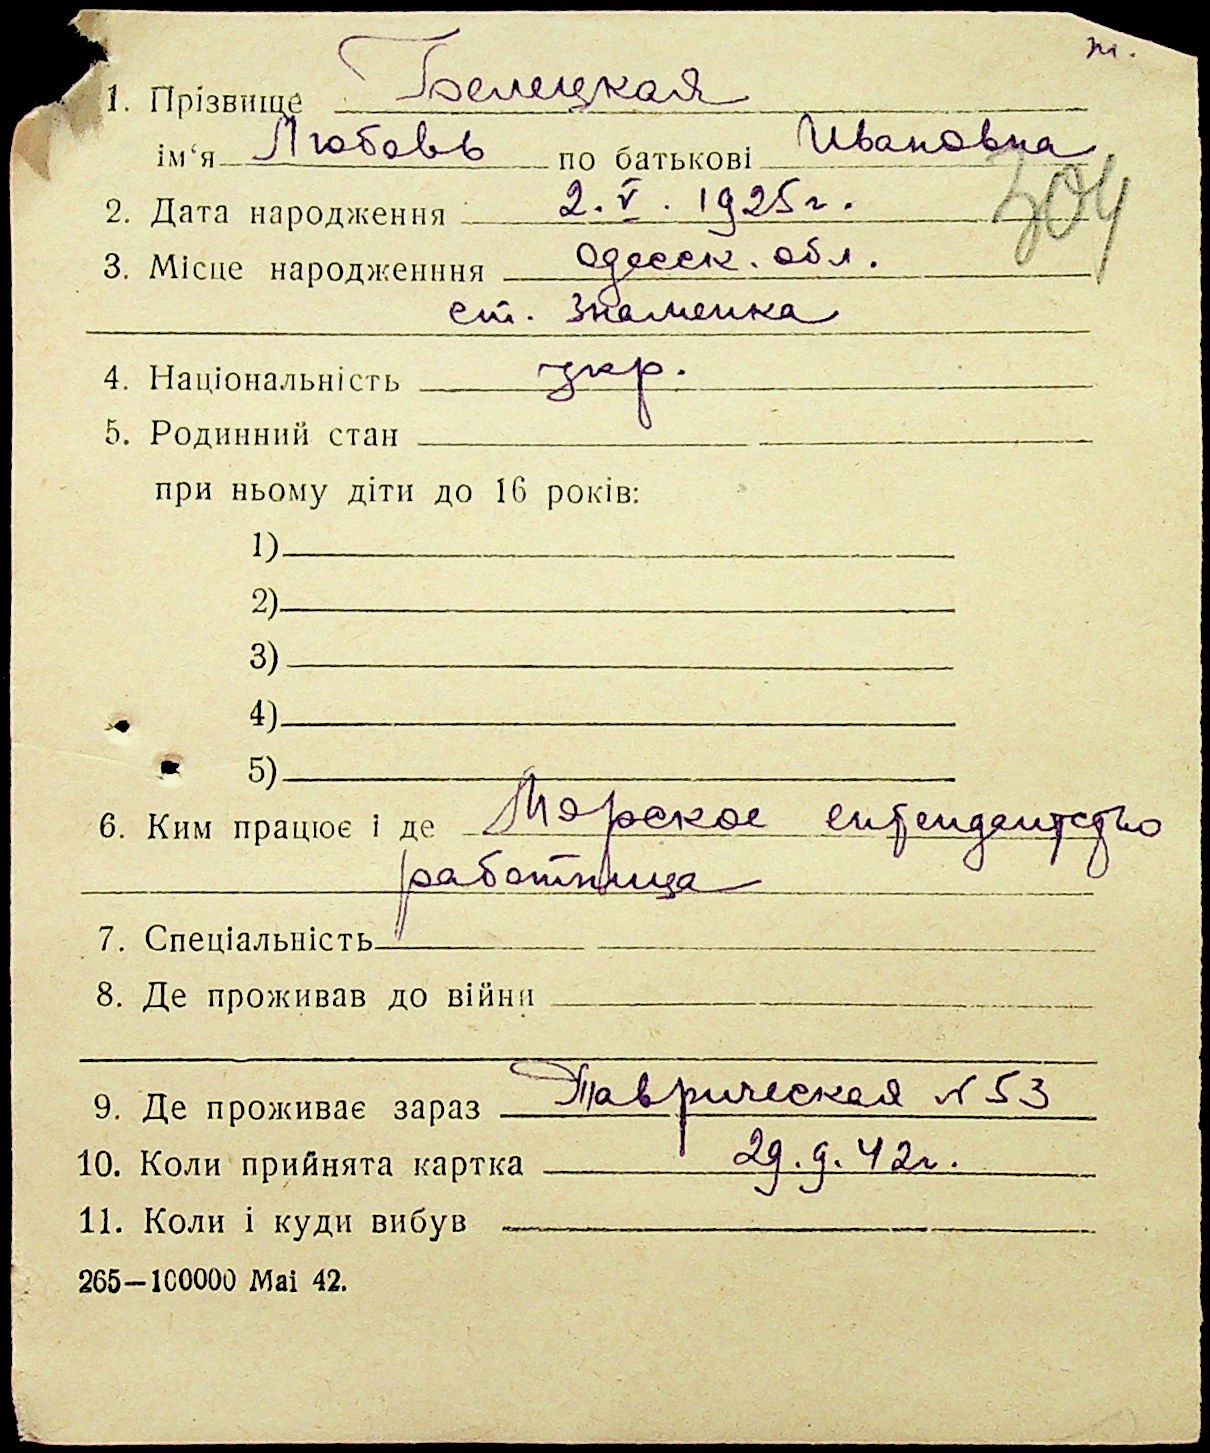 т.
1. Прізвище Белецкая
ім‘я Любовь по батькові Ивановна
304
2. Дата народження 2. V. 1925 г.
3. Місце народженння Одесск. обл.
ст. Знаменка
4. Національність укр.
5. Родинний стан
при ньому діти до 16 років:
1)
2)
3)
4)
5)
6. Ким працює і де Морское ентендантство
работница
7. Спеціальність
8. Де проживав до війни
9. Де проживає зараз Таврическая № 53
10. Коли прийнята картка 29. 9. 42 г.
11. Коли і куди вибув
265—100000 Mai 42.